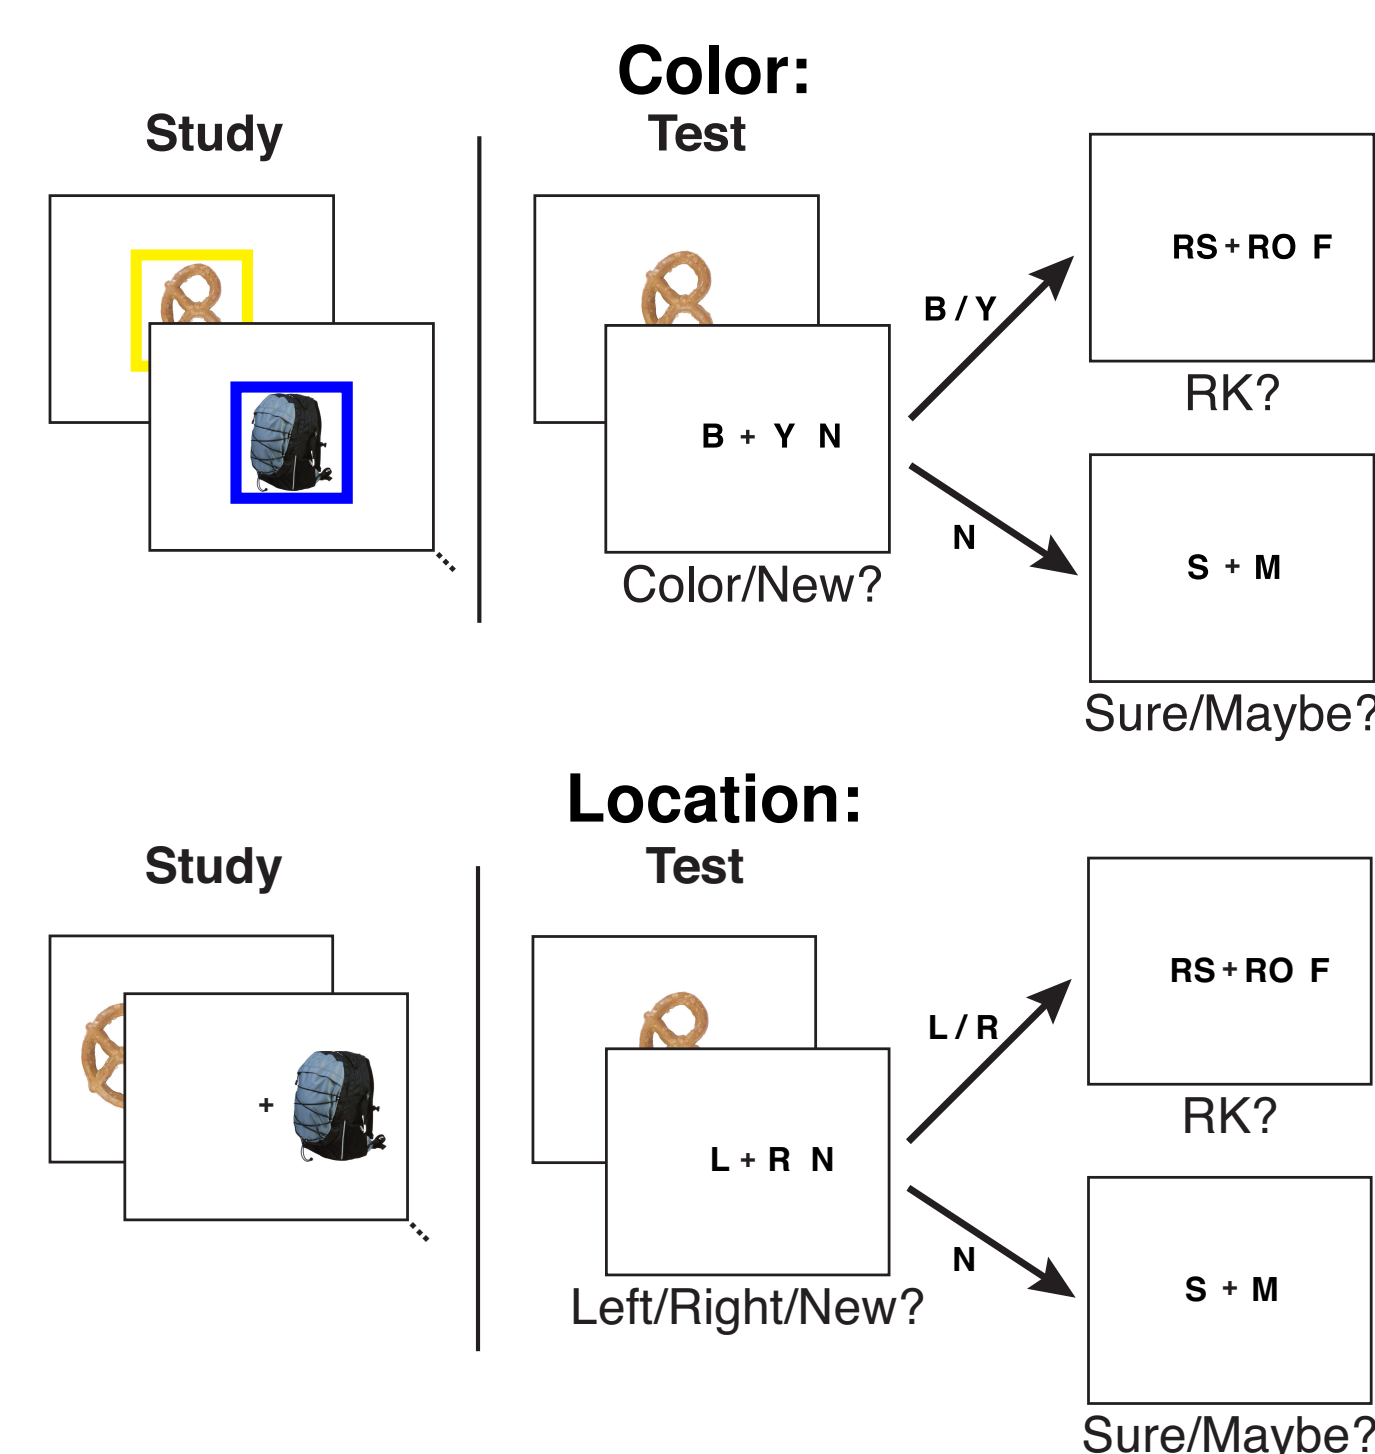 Color:
Study
Test
B + Y N
Color/New?
B / Y
N
RS + RO F
RK?
S + M
Sure/Maybe?
Location:
Study
Test
+
L + R N
Left/Right/New?
L / R
N
RS + RO F
RK?
S + M
Sure/Maybe?